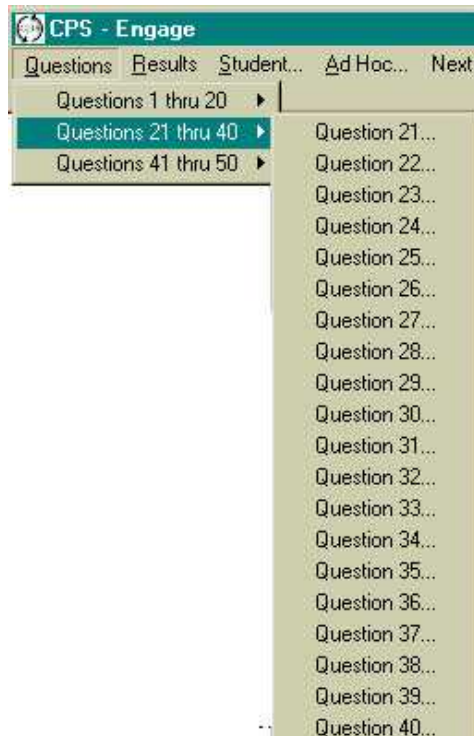 CPS - Engage
Questions Results Student... Ad Hoc... Next
Questions 1 thru 20
Questions 21 thru 40
Questions 41 thru 50
Question 21...
Question 22...
Question 23...
Question 24...
Question 25...
Question 26...
Question 27...
Question 28...
Question 29...
Question 30...
Question 31...
Question 32...
Question 33...
Question 34...
Question 35...
Question 36...
Question 37...
Question 38...
Question 39...
Question 40...